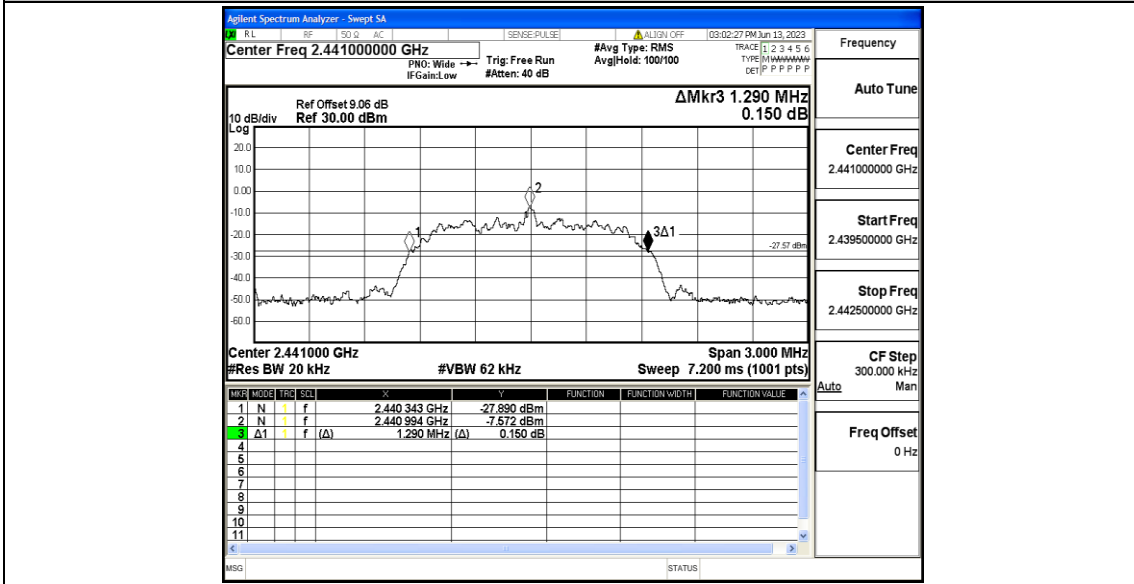 Agilent Spectrum Analyzer - Swept SA
LXI RL RF 50 Ω AC SENSE:PULSE ALIGN OFF 03:02:27 PM Jun 13, 2023
Center Freq 2.441000000 GHz
PNO: Wide
IFGain:Low
Trig: Free Run
#Atten: 40 dB
#Avg Type: RMS
Avg|Hold: 100/100
TRACE 1 2 3 4 5 6
TYPE M W W W W W
DET P P P P P P
ΔMkr3 1.290 MHz
0.150 dB
Ref Offset 9.06 dB
10 dB/div Ref 30.00 dBm
Log
20.0
10.0
0.00
-10.0
-20.0
-30.0
-40.0
-50.0
-60.0
1
2
3Δ1
-27.57 dBm
Center 2.441000 GHz Span 3.000 MHz
#Res BW 20 kHz #VBW 62 kHz Sweep 7.200 ms (1001 pts)
MKR MODE TRC SCL X Y FUNCTION FUNCTION WIDTH FUNCTION VALUE
1 N 1 f 2.440 343 GHz -27.890 dBm
2 N 1 f 2.440 994 GHz -7.572 dBm
3 Δ1 1 f (Δ) 1.290 MHz (Δ) 0.150 dB
4
5
6
7
8
9
10
11
MSG STATUS
Frequency
Auto Tune
Center Freq
2.441000000 GHz
Start Freq
2.439500000 GHz
Stop Freq
2.442500000 GHz
CF Step
300.000 kHz
Auto Man
Freq Offset
0 Hz